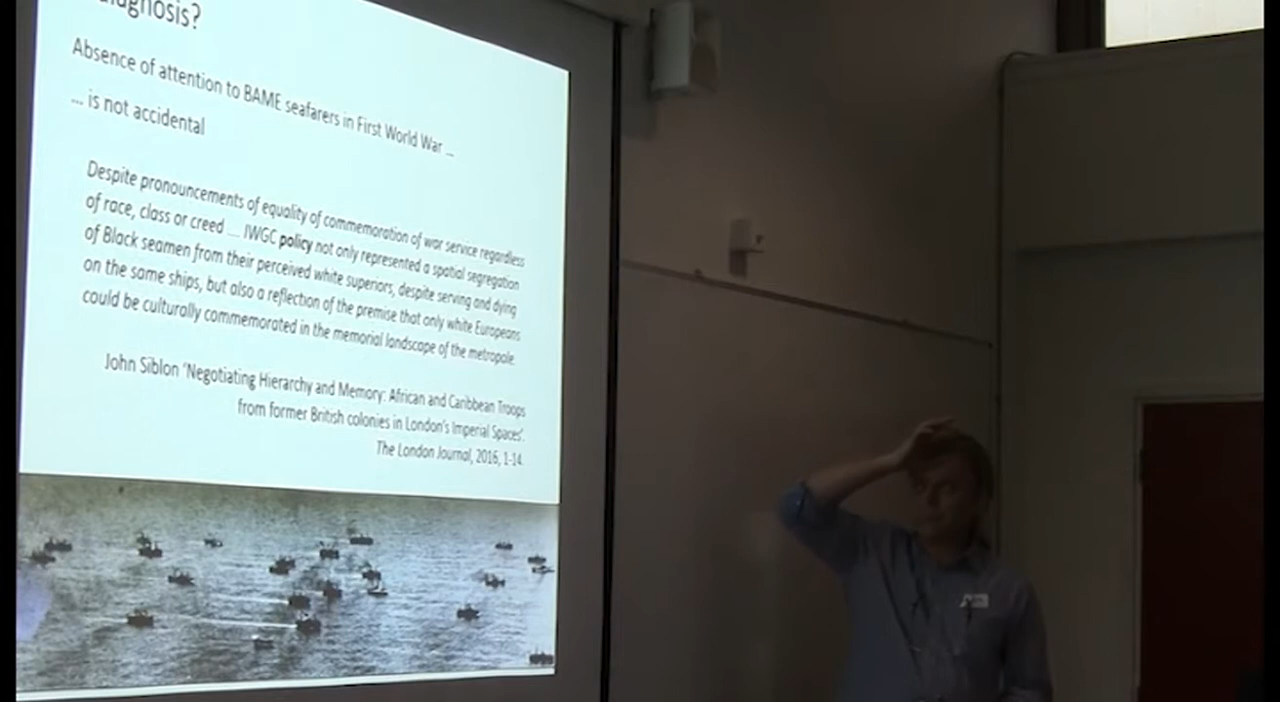 diagnosis?
Absence of attention to BAME seafarers in First World War ...
... is not accidental
Despite pronouncements of equality of commemoration of war service regardless
of race, class or creed .... IWGC policy not only represented a spatial segregation
of Black seamen from their perceived white superiors, despite serving and dying
on the same ships, but also a reflection of the premise that only white Europeans
could be culturally commemorated in the memorial landscape of the metropole.
John Siblon ‘Negotiating Hierarchy and Memory: African and Caribbean Troops
from former British colonies in London's Imperial Spaces’.
The London Journal, 2016, 1-14.